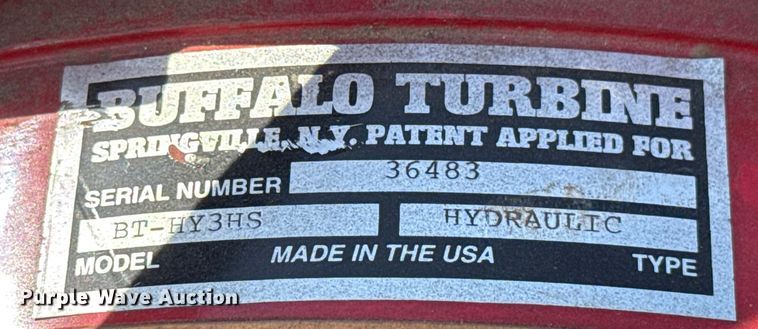 BUFFALO TURBINE
SPRINGVILLE, N.Y. PATENT APPLIED FOR
SERIAL NUMBER 36483
BT-HY3HS HYDRAULIC
MODEL MADE IN THE USA TYPE
Purple Wave Auction